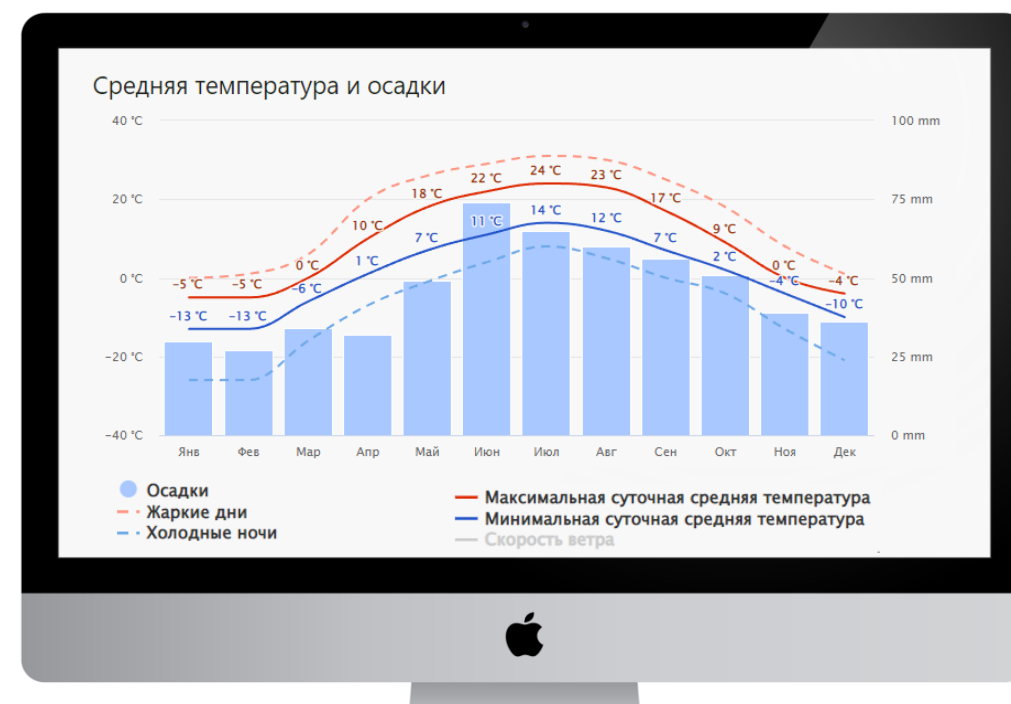 Средняя температура и осадки
40 °C
100 mm
24 °C
22 °C
23 °C
18 °C
17 °C
20 °C
75 mm
14 °C
11 °C
12 °C
10 °C
9 °C
7 °C
7 °C
1 °C
2 °C
0 °C
0 °C
0 °C
50 mm
−5 °C
−5 °C
−6 °C
−4 °C
−4 °C
−10 °C
−13 °C
−13 °C
−20 °C
25 mm
−40 °C
0 mm
Янв Фев Мар Апр Май Июн Июл Авг Сен Окт Ноя Дек
Осадки
Жаркие дни
Холодные ночи
Максимальная суточная средняя температура
Минимальная суточная средняя температура
Скорость ветра